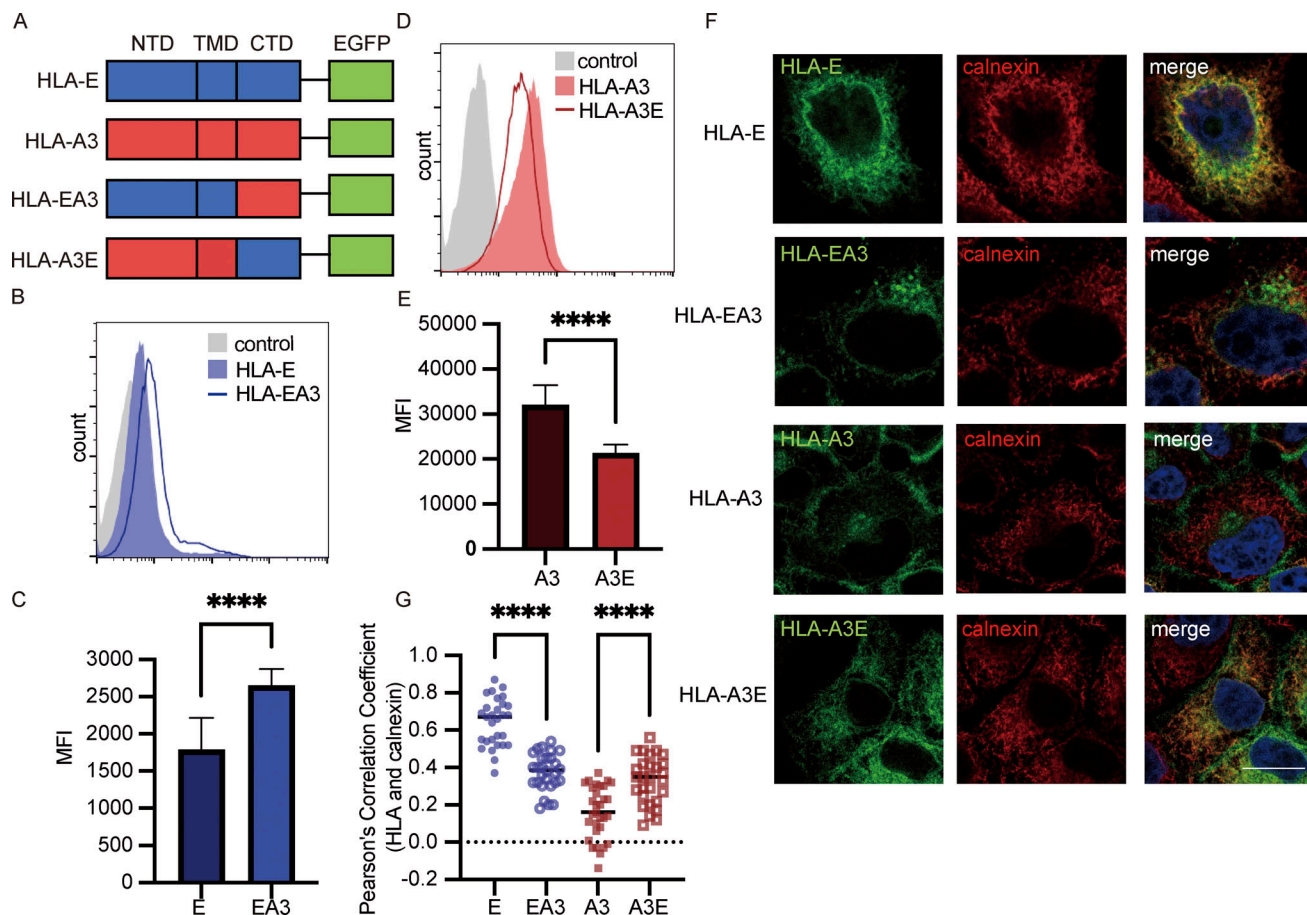 A
NTD TMD CTD EGFP
HLA-E
HLA-A3
HLA-EA3
HLA-A3E
B
count
control
HLA-E
HLA-EA3
C
****
MFI
3000
2500
2000
1500
1000
500
0
E EA3
D
count
control
HLA-A3
HLA-A3E
E
****
MFI
50000
40000
30000
20000
10000
0
A3 A3E
G
**** ****
Pearson's Correlation Coefficient
(HLA and calnexin)
1.0
0.8
0.6
0.4
0.2
0.0
-0.2
E EA3 A3 A3E
F
HLA-E
HLA-E calnexin merge
HLA-EA3
HLA-EA3 calnexin merge
HLA-A3
HLA-A3 calnexin merge
HLA-A3E
HLA-A3E calnexin merge